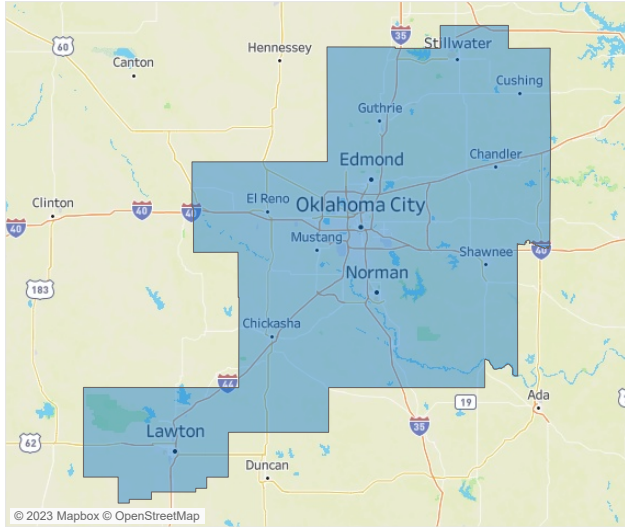 35
Stillwater
60
Hennessey
Canton
Cushing
Guthrie
Edmond
Chandler
El Reno
Clinton
40
40
40
Oklahoma City
Mustang
Shawnee
40
Norman
183
Chickasha
44
19
Ada
35
Lawton
62
Duncan
© 2023 Mapbox © OpenStreetMap